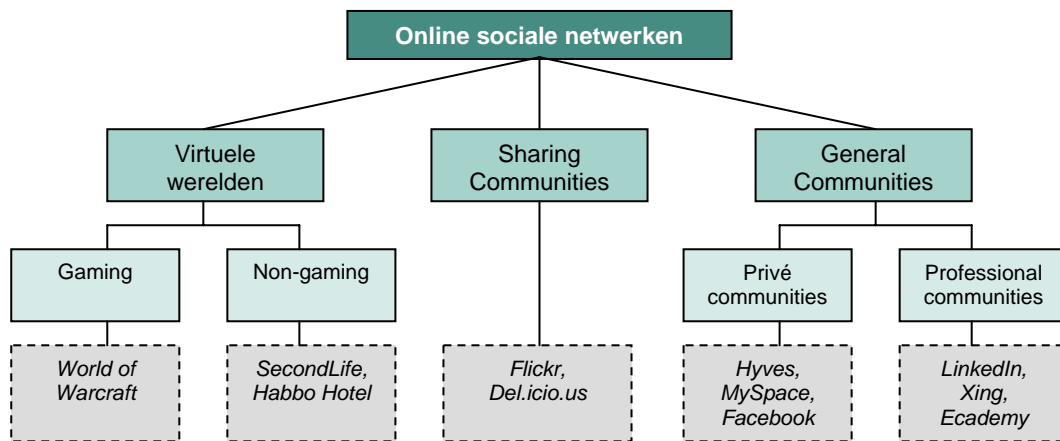 Online sociale netwerken
Virtuele
werelden
Sharing
Communities
General
Communities
Gaming
Non-gaming
Privé
communities
Professional
communities
World of
Warcraft
SecondLife,
Habbo Hotel
Flickr,
Del.icio.us
Hyves,
MySpace,
Facebook
LinkedIn,
Xing,
Ecademy